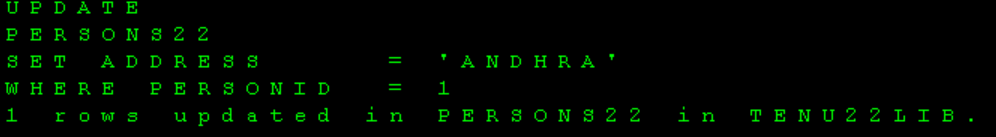 UPDATE
PERSONS22
SET ADDRESS = 'ANDHRA'
WHERE PERSONID = 1
1 rows updated in PERSONS22 in TENU22LIB.